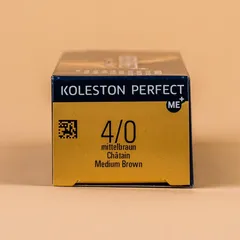 KOLESTON PERFECT
ME+
4/0
mittelbraun
Châtain
Medium Brown